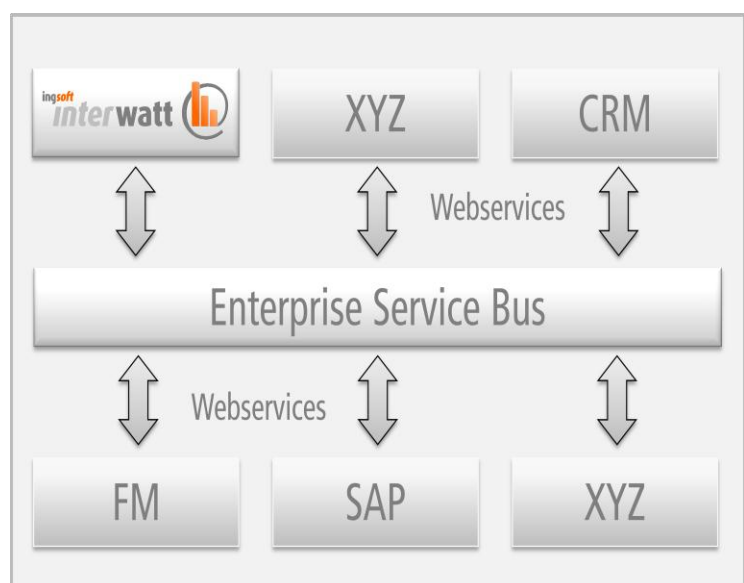 ingsoft
interwatt
XYZ
CRM
Webservices
Enterprise Service Bus
Webservices
FM
SAP
XYZ